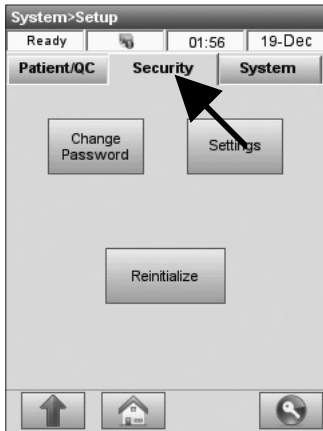 System>Setup
Ready 01:56 19-Dec
Patient/QC Security System
Change
Password
Settings
Reinitialize